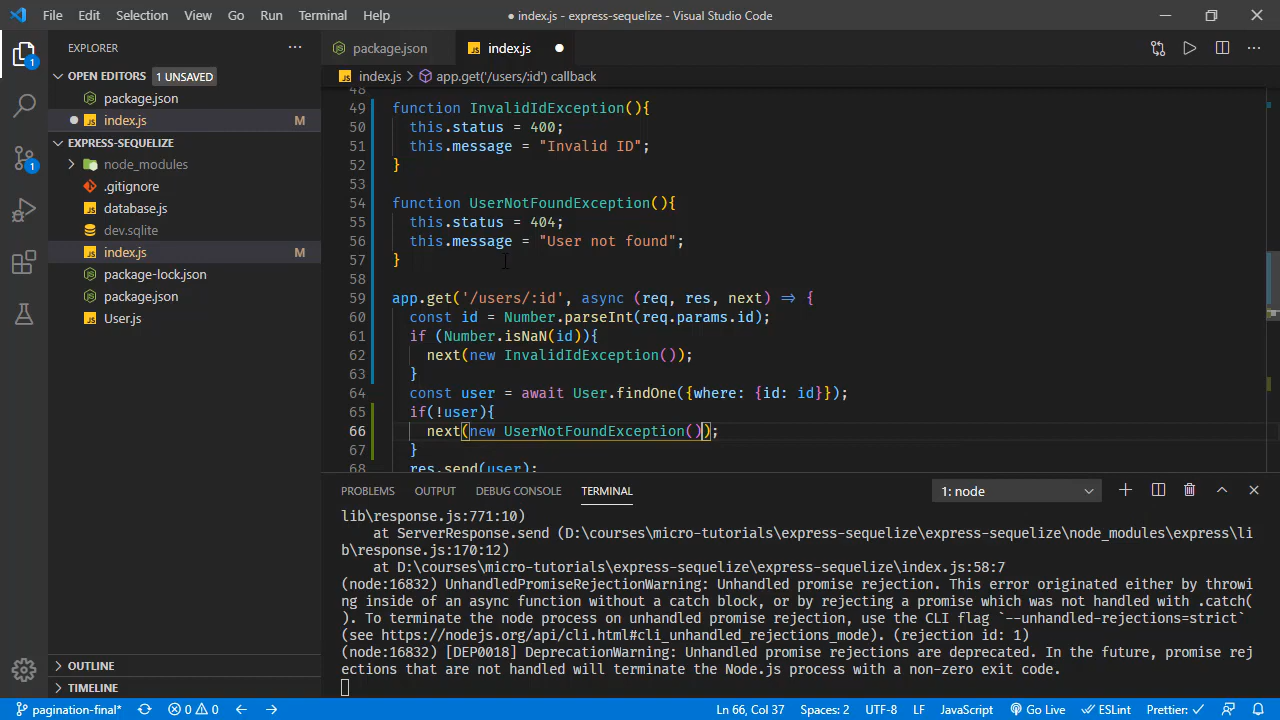 File Edit Selection View Go Run Terminal Help
● index.js - express-sequelize - Visual Studio Code
EXPLORER
OPEN EDITORS 1 UNSAVED
package.json
index.js M
EXPRESS-SEQUELIZE
node_modules
.gitignore
database.js
dev.sqlite
index.js M
package-lock.json
package.json
User.js
OUTLINE
TIMELINE
1
1
package.json
JS index.js
JS index.js > app.get('/users/:id') callback
48
49 function InvalidIdException(){
50 this.status = 400;
51 this.message = "Invalid ID";
52 }
53
54 function UserNotFoundException(){
55 this.status = 404;
56 this.message = "User not found";
57 }
58
59 app.get('/users/:id', async (req, res, next) => {
60 const id = Number.parseInt(req.params.id);
61 if (Number.isNaN(id)){
62 next(new InvalidIdException());
63 }
64 const user = await User.findOne({where: {id: id}});
65 if(!user){
66 next(new UserNotFoundException());
67 }
68 res.send(user);
PROBLEMS OUTPUT DEBUG CONSOLE TERMINAL 1: node
lib\response.js:771:10)
at ServerResponse.send (D:\courses\micro-tutorials\express-sequelize\express-sequelize\node_modules\express\li
b\response.js:170:12)
at D:\courses\micro-tutorials\express-sequelize\express-sequelize\index.js:58:7
(node:16832) UnhandledPromiseRejectionWarning: Unhandled promise rejection. This error originated either by throwi
ng inside of an async function without a catch block, or by rejecting a promise which was not handled with .catch(
). To terminate the node process on unhandled promise rejection, use the CLI flag `--unhandled-rejections=strict`
(see https://nodejs.org/api/cli.html#cli_unhandled_rejections_mode). (rejection id: 1)
(node:16832) [DEP0018] DeprecationWarning: Unhandled promise rejections are deprecated. In the future, promise rej
ections that are not handled will terminate the Node.js process with a non-zero exit code.
pagination-final* 0 0 Ln 66, Col 37 Spaces: 2 UTF-8 LF JavaScript Go Live ESLint Prettier: ✓